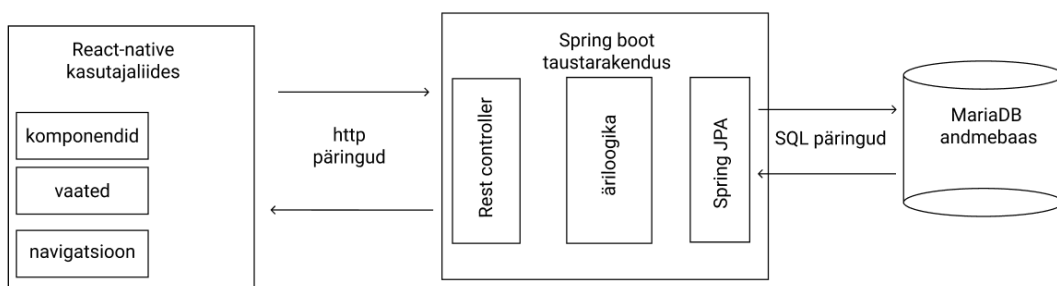 React-native
kasutajaliides
komponendid
vaated
navigatsioon
http
päringud
Spring boot
taustarakendus
Rest controller
äriloogika
Spring JPA
SQL päringud
MariaDB
andmebaas